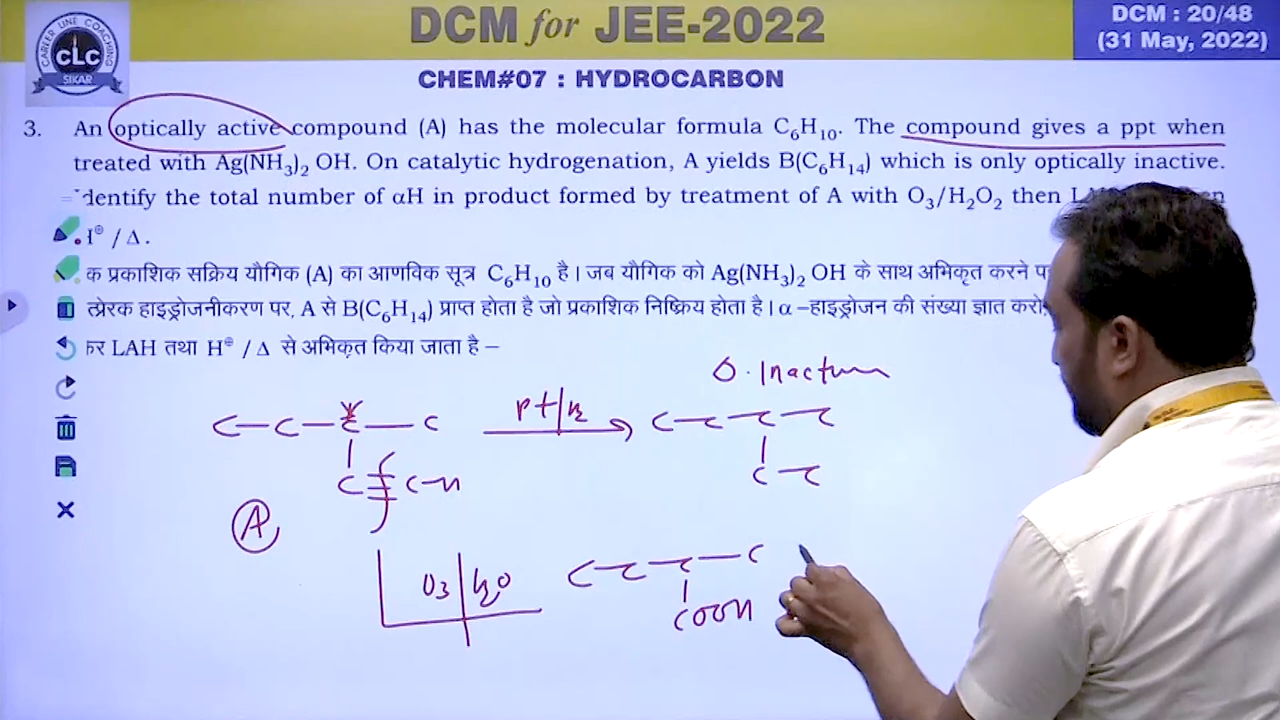 DCM for JEE-2022
DCM : 20/48
(31 May, 2022)
CAREER LINE COACHING
CLC
SIKAR
CHEM#07 : HYDROCARBON
3. An optically active compound (A) has the molecular formula C₆H₁₀. The compound gives a ppt when
treated with Ag(NH₃)₂ OH. On catalytic hydrogenation, A yields B(C₆H₁₄) which is only optically inactive.
dentify the total number of αH in product formed by treatment of A with O₃/H₂O₂ then
H⊕ / Δ.
क प्रकाशिक सक्रिय यौगिक (A) का आणविक सूत्र C₆H₁₀ है। जब यौगिक को Ag(NH₃)₂ OH के साथ अभिकृत करने
प्रेरक हाइड्रोजनीकरण पर, A से B(C₆H₁₄) प्राप्त होता है जो प्रकाशिक निष्क्रिय होता है। α –हाइड्रोजन की संख्या ज्ञात करो
कर LAH तथा H⊕ / Δ से अभिकृत किया जाता है –
O. Inactive
C–C–C–C
Pt/H₂
C–C–C–C
C≡C–H
C–C
A
O₃ H₂O
C–C–C–C
COOH